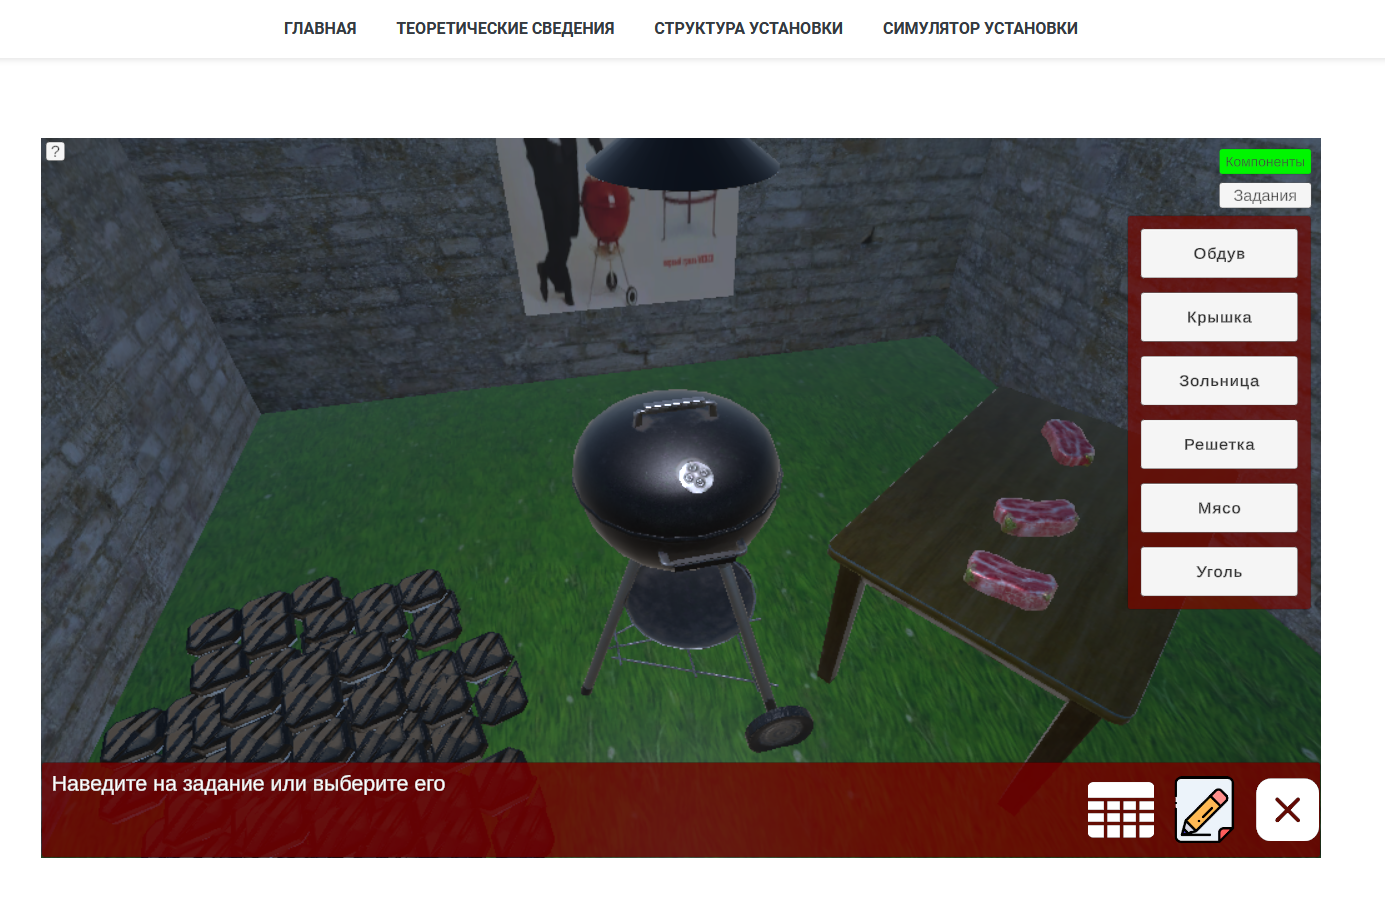 ГЛАВНАЯ ТЕОРЕТИЧЕСКИЕ СВЕДЕНИЯ СТРУКТУРА УСТАНОВКИ СИМУЛЯТОР УСТАНОВКИ
?
Компоненты
Задания
Обдув
Крышка
Зольница
Решетка
Мясо
Уголь
Наведите на задание или выберите его